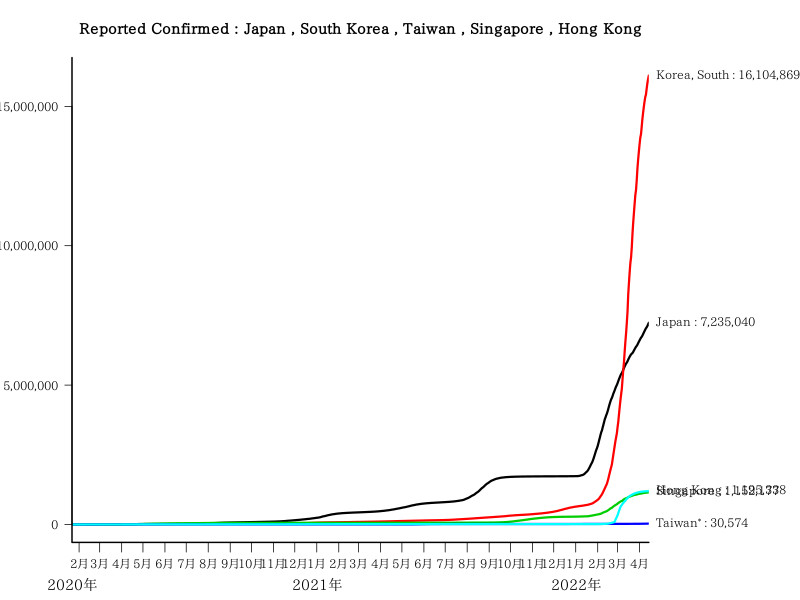 Reported Confirmed : Japan , South Korea , Taiwan , Singapore , Hong Kong
Korea, South : 16,104,869
15,000,000
10,000,000
Japan : 7,235,040
5,000,000
0
Taiwan* : 30,574
2月 3月 4月 5月 6月 7月 8月 9月 10月 11月 12月 1月 2月 3月 4月 5月 6月 7月 8月 9月 10月 11月 12月 1月 2月 3月 4月
2020年 2021年 2022年